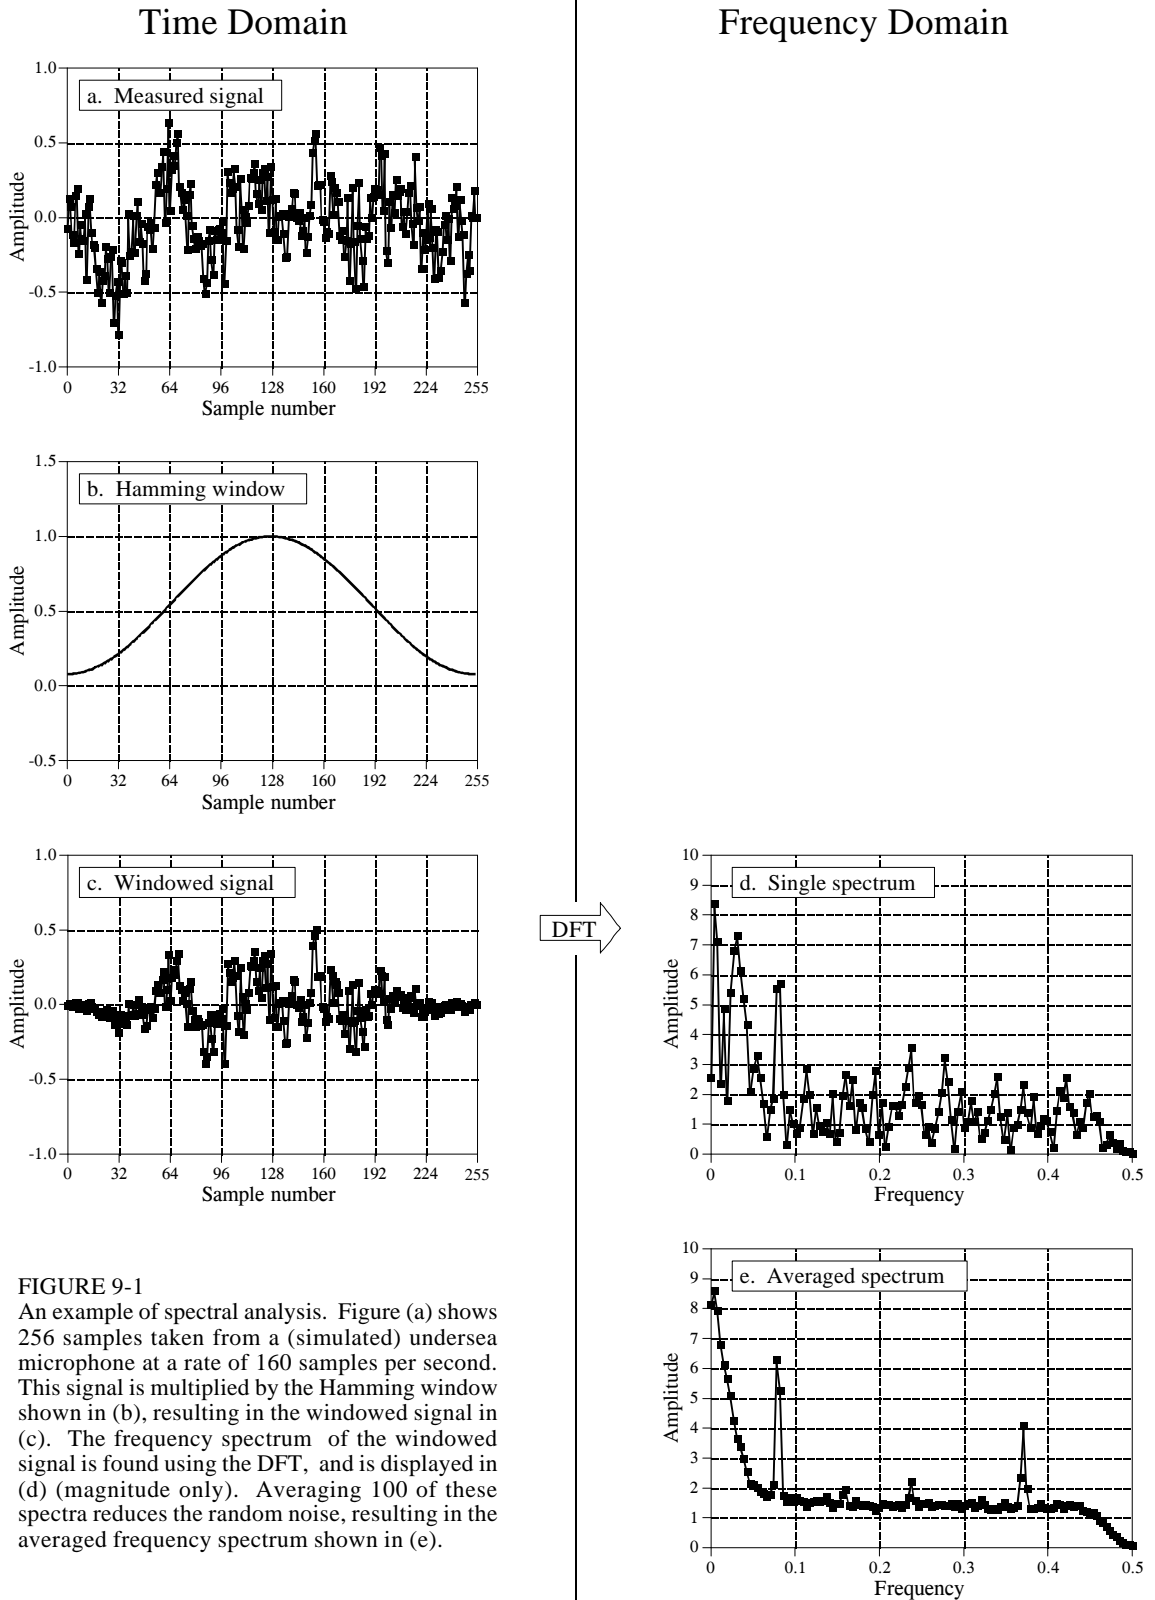 Time Domain
Frequency Domain
a. Measured signal
Amplitude
1.0
0.5
0.0
-0.5
-1.0
0 32 64 96 128 160 192 224 255
Sample number
b. Hamming window
Amplitude
1.5
1.0
0.5
0.0
-0.5
0 32 64 96 128 160 192 224 255
Sample number
c. Windowed signal
Amplitude
1.0
0.5
0.0
-0.5
-1.0
0 32 64 96 128 160 192 224 255
Sample number
DFT
d. Single spectrum
Amplitude
10
9
8
7
6
5
4
3
2
1
0
0 0.1 0.2 0.3 0.4 0.5
Frequency
e. Averaged spectrum
Amplitude
10
9
8
7
6
5
4
3
2
1
0
0 0.1 0.2 0.3 0.4 0.5
Frequency
FIGURE 9-1
An example of spectral analysis. Figure (a) shows
256 samples taken from a (simulated) undersea
microphone at a rate of 160 samples per second.
This signal is multiplied by the Hamming window
shown in (b), resulting in the windowed signal in
(c). The frequency spectrum of the windowed
signal is found using the DFT, and is displayed in
(d) (magnitude only). Averaging 100 of these
spectra reduces the random noise, resulting in the
averaged frequency spectrum shown in (e).